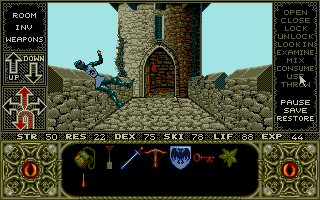 ROOM
INV
WEAPONS
UP
DOWN
OPEN
CLOSE
LOCK
UNLOCK
LOOK IN
EXAMINE
MIX
CONSUME
USE
THROW
PAUSE
SAVE
RESTORE
STR 50 RES 22 DEX 75 SKI 78 LIF 88 EXP 44